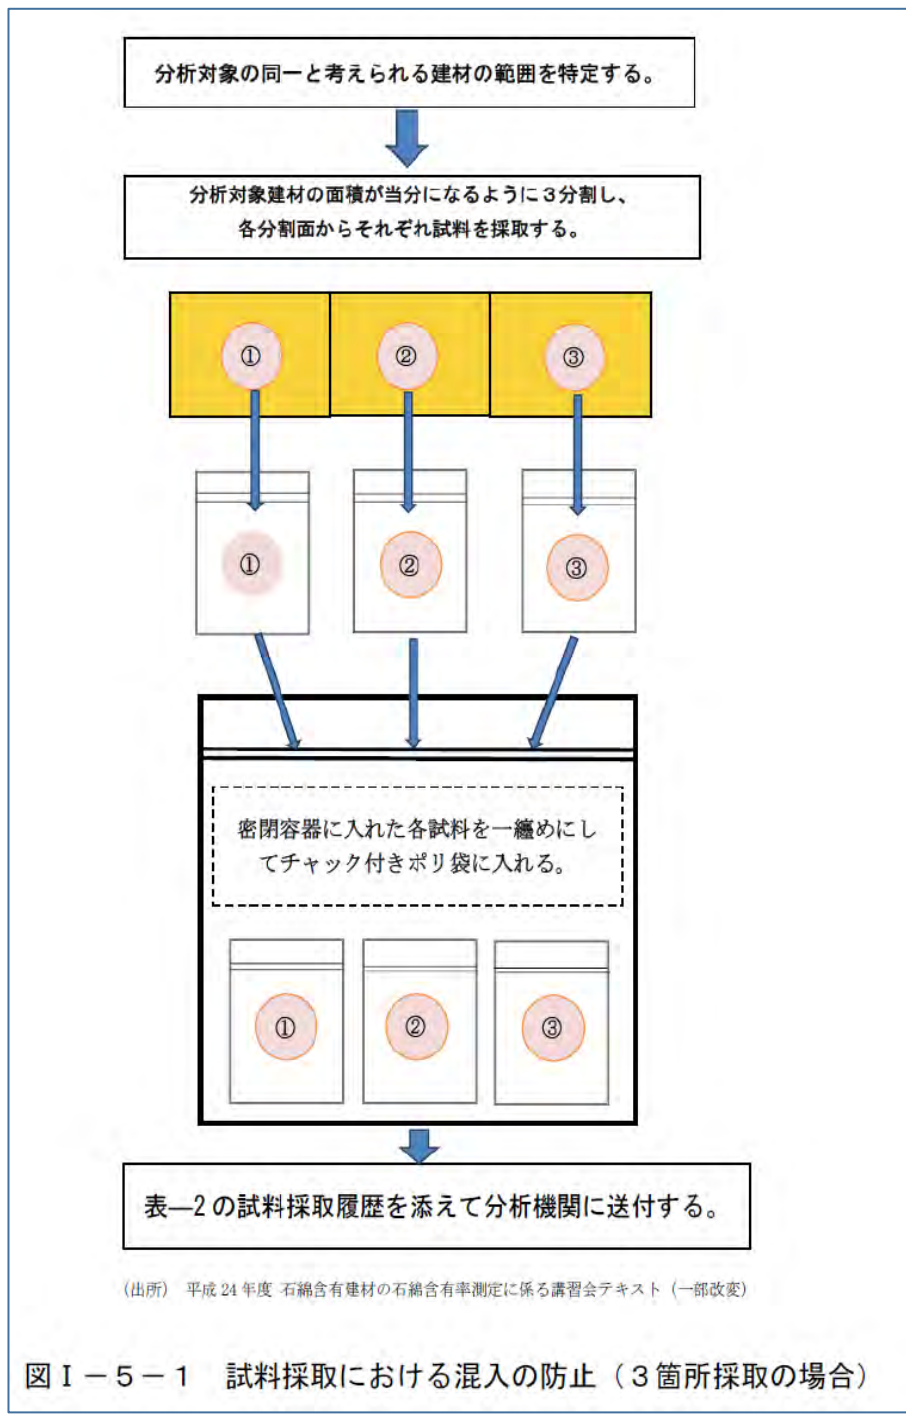 分析対象の同一と考えられる建材の範囲を特定する。
分析対象建材の面積が当分になるように３分割し、
各分割面からそれぞれ試料を採取する。
① ② ③
① ② ③
密閉容器に入れた各試料を一纏めにし
てチャック付きポリ袋に入れる。
① ② ③
表―2 の試料採取履歴を添えて分析機関に送付する。
（出所） 平成 24 年度 石綿含有建材の石綿含有率測定に係る講習会テキスト（一部改変）
図Ⅰ－５－１ 試料採取における混入の防止（３箇所採取の場合）